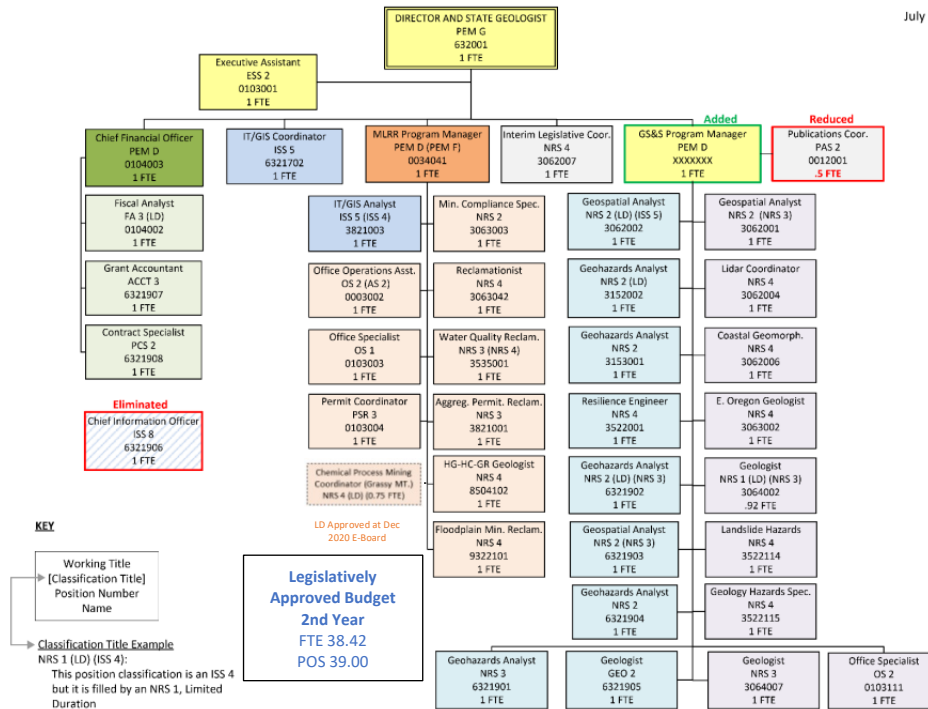 July
DIRECTOR AND STATE GEOLOGIST
PEM G
632001
1 FTE
Executive Assistant
ESS 2
0103001
1 FTE
Added
Reduced
Chief Financial Officer
PEM D
0104003
1 FTE
IT/GIS Coordinator
ISS 5
6321702
1 FTE
MLRR Program Manager
PEM D (PEM F)
0034041
1 FTE
Interim Legislative Coor.
NRS 4
3062007
1 FTE
GS&S Program Manager
PEM D
XXXXXXX
1 FTE
Publications Coor.
PAS 2
0012001
.5 FTE
Fiscal Analyst
FA 3 (LD)
0104002
1 FTE
Grant Accountant
ACCT 3
6321907
1 FTE
Contract Specialist
PCS 2
6321908
1 FTE
Eliminated
Chief Information Officer
ISS 8
6321906
1 FTE
IT/GIS Analyst
ISS 5 (ISS 4)
3821003
1 FTE
Office Operations Asst.
OS 2 (AS 2)
0003002
1 FTE
Office Specialist
OS 1
0103003
1 FTE
Permit Coordinator
PSR 3
0103004
1 FTE
Chemical Process Mining
Coordinator (Grassy MT.)
NRS 4 (LD) (0.75 FTE)
LD Approved at Dec
2020 E-Board
Min. Compliance Spec.
NRS 2
3063003
1 FTE
Reclamationist
NRS 4
3063042
1 FTE
Water Quality Reclam.
NRS 3 (NRS 4)
3535001
1 FTE
Aggreg. Permit. Reclam.
NRS 3
3821001
1 FTE
HG-HC-GR Geologist
NRS 4
8504102
1 FTE
Floodplain Min. Reclam.
NRS 4
9322101
1 FTE
Geospatial Analyst
NRS 2 (LD) (ISS 5)
3062002
1 FTE
Geohazards Analyst
NRS 2 (LD)
3152002
1 FTE
Geohazards Analyst
NRS 2
3153001
1 FTE
Resilience Engineer
NRS 4
3522001
1 FTE
Geohazards Analyst
NRS 2 (LD) (NRS 3)
6321902
1 FTE
Geospatial Analyst
NRS 2 (NRS 3)
6321903
1 FTE
Geohazards Analyst
NRS 2
6321904
1 FTE
Geospatial Analyst
NRS 2 (NRS 3)
3062001
1 FTE
Lidar Coordinator
NRS 4
3062004
1 FTE
Coastal Geomorph.
NRS 4
3062006
1 FTE
E. Oregon Geologist
NRS 4
3063002
1 FTE
Geologist
NRS 1 (LD) (NRS 3)
3064002
.92 FTE
Landslide Hazards
NRS 4
3522114
1 FTE
Geology Hazards Spec.
NRS 4
3522115
1 FTE
Geohazards Analyst
NRS 3
6321901
1 FTE
Geologist
GEO 2
6321905
1 FTE
Geologist
NRS 3
3064007
1 FTE
Office Specialist
OS 2
0103111
1 FTE
KEY
Working Title
[Classification Title]
Position Number
Name
Classification Title Example
NRS 1 (LD) (ISS 4):
This position classification is an ISS 4
but it is filled by an NRS 1, Limited
Duration
Legislatively
Approved Budget
2nd Year
FTE 38.42
POS 39.00